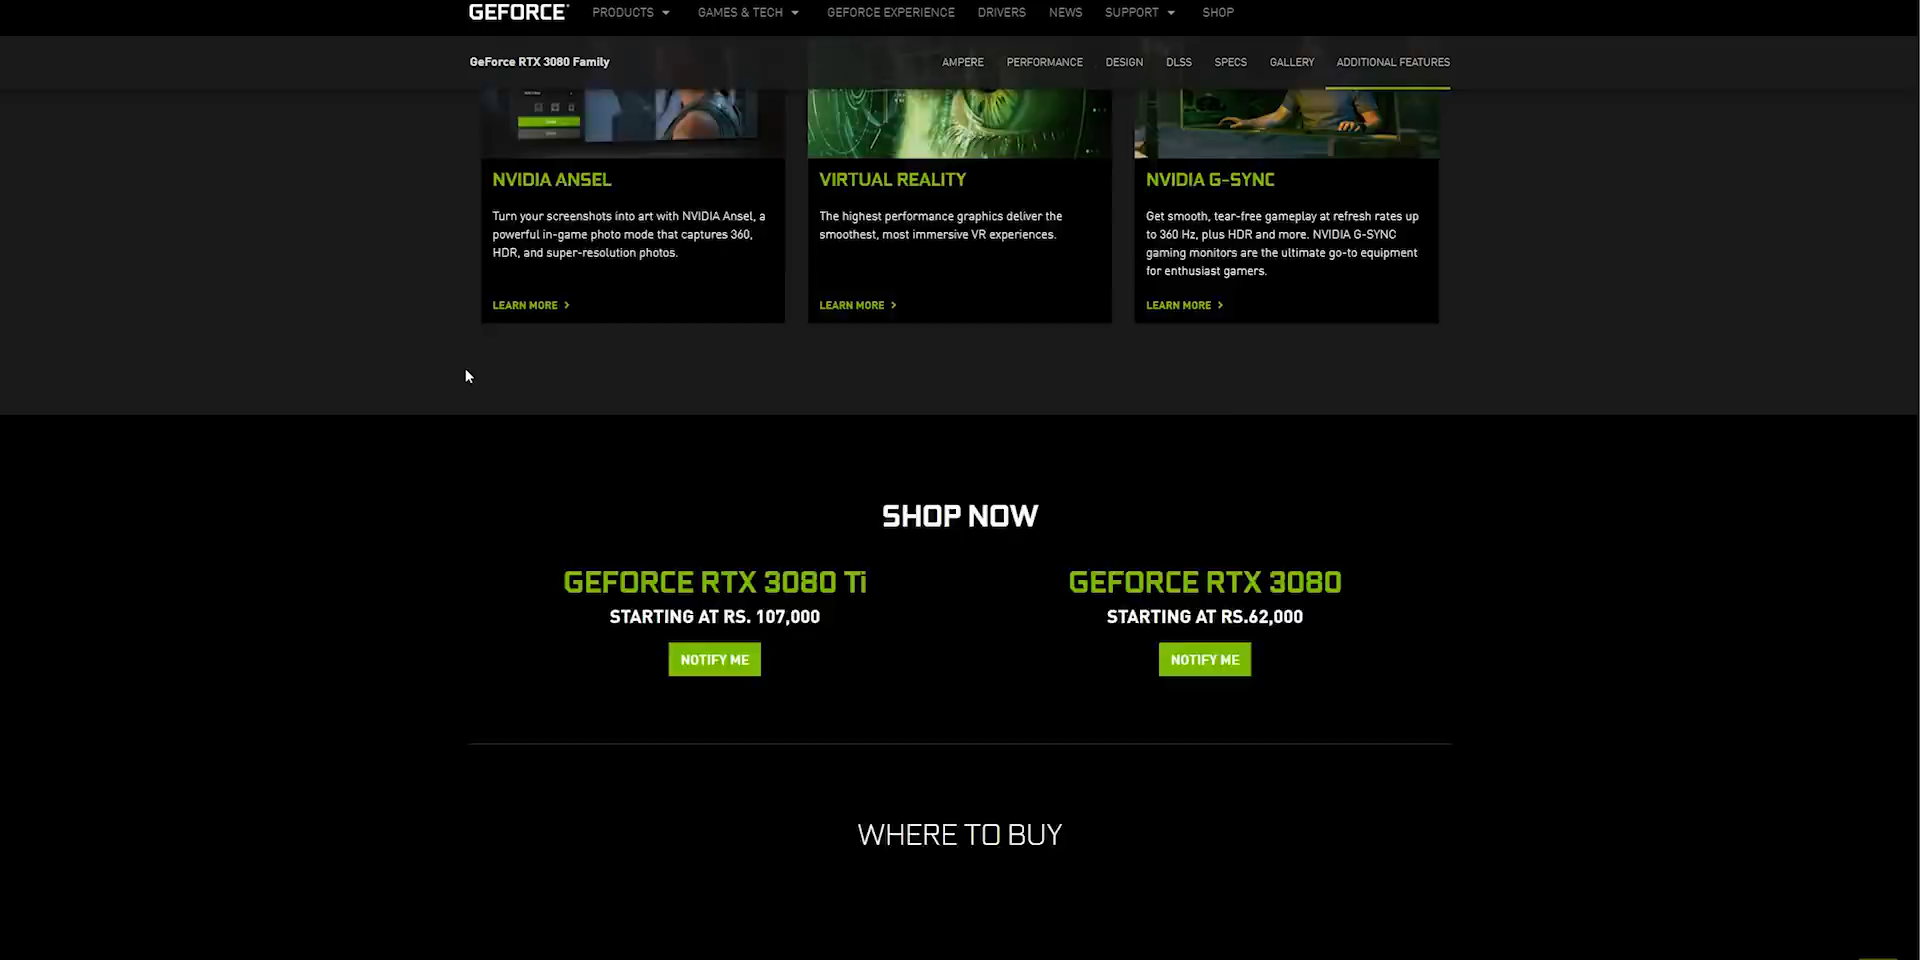 GEFORCE PRODUCTS GAMES & TECH GEFORCE EXPERIENCE DRIVERS NEWS SUPPORT SHOP
GeForce RTX 3080 Family AMPERE PERFORMANCE DESIGN DLSS SPECS GALLERY ADDITIONAL FEATURES
NVIDIA ANSEL
Turn your screenshots into art with NVIDIA Ansel, a
powerful in-game photo mode that captures 360,
HDR, and super-resolution photos.
LEARN MORE
VIRTUAL REALITY
The highest performance graphics deliver the
smoothest, most immersive VR experiences.
LEARN MORE
NVIDIA G-SYNC
Get smooth, tear-free gameplay at refresh rates up
to 360 Hz, plus HDR and more. NVIDIA G-SYNC
gaming monitors are the ultimate go-to equipment
for enthusiast gamers.
LEARN MORE
SHOP NOW
GEFORCE RTX 3080 Ti
STARTING AT RS. 107,000
NOTIFY ME
GEFORCE RTX 3080
STARTING AT RS.62,000
NOTIFY ME
WHERE TO BUY